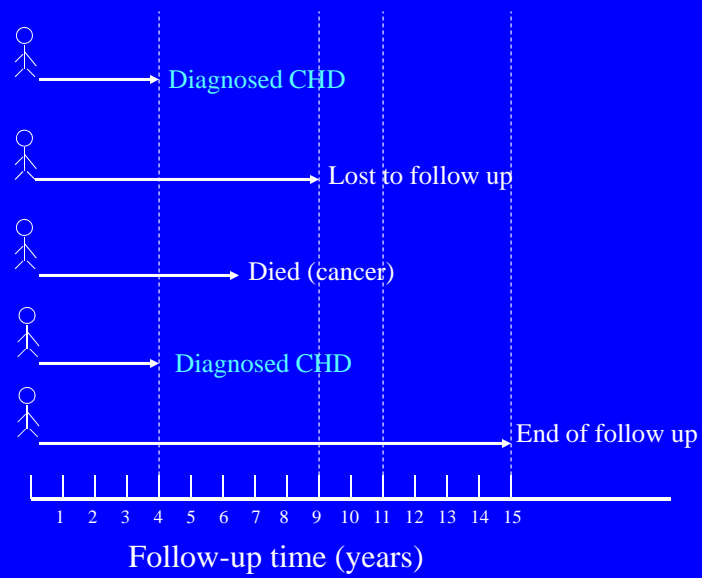 Diagnosed CHD
Lost to follow up
Died (cancer)
Diagnosed CHD
End of follow up
1 2 3 4 5 6 7 8 9 10 11 12 13 14 15
Follow-up time (years)